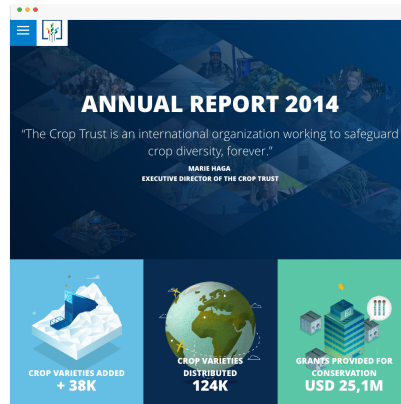 ANNUAL REPORT 2014
“The Crop Trust is an international organization working to safeguard
crop diversity, forever.”
MARIE HAGA
EXECUTIVE DIRECTOR OF THE CROP TRUST
CROP VARIETIES ADDED
+ 38K
CROP VARIETIES
DISTRIBUTED
124K
GRANTS PROVIDED FOR
CONSERVATION
USD 25,1M